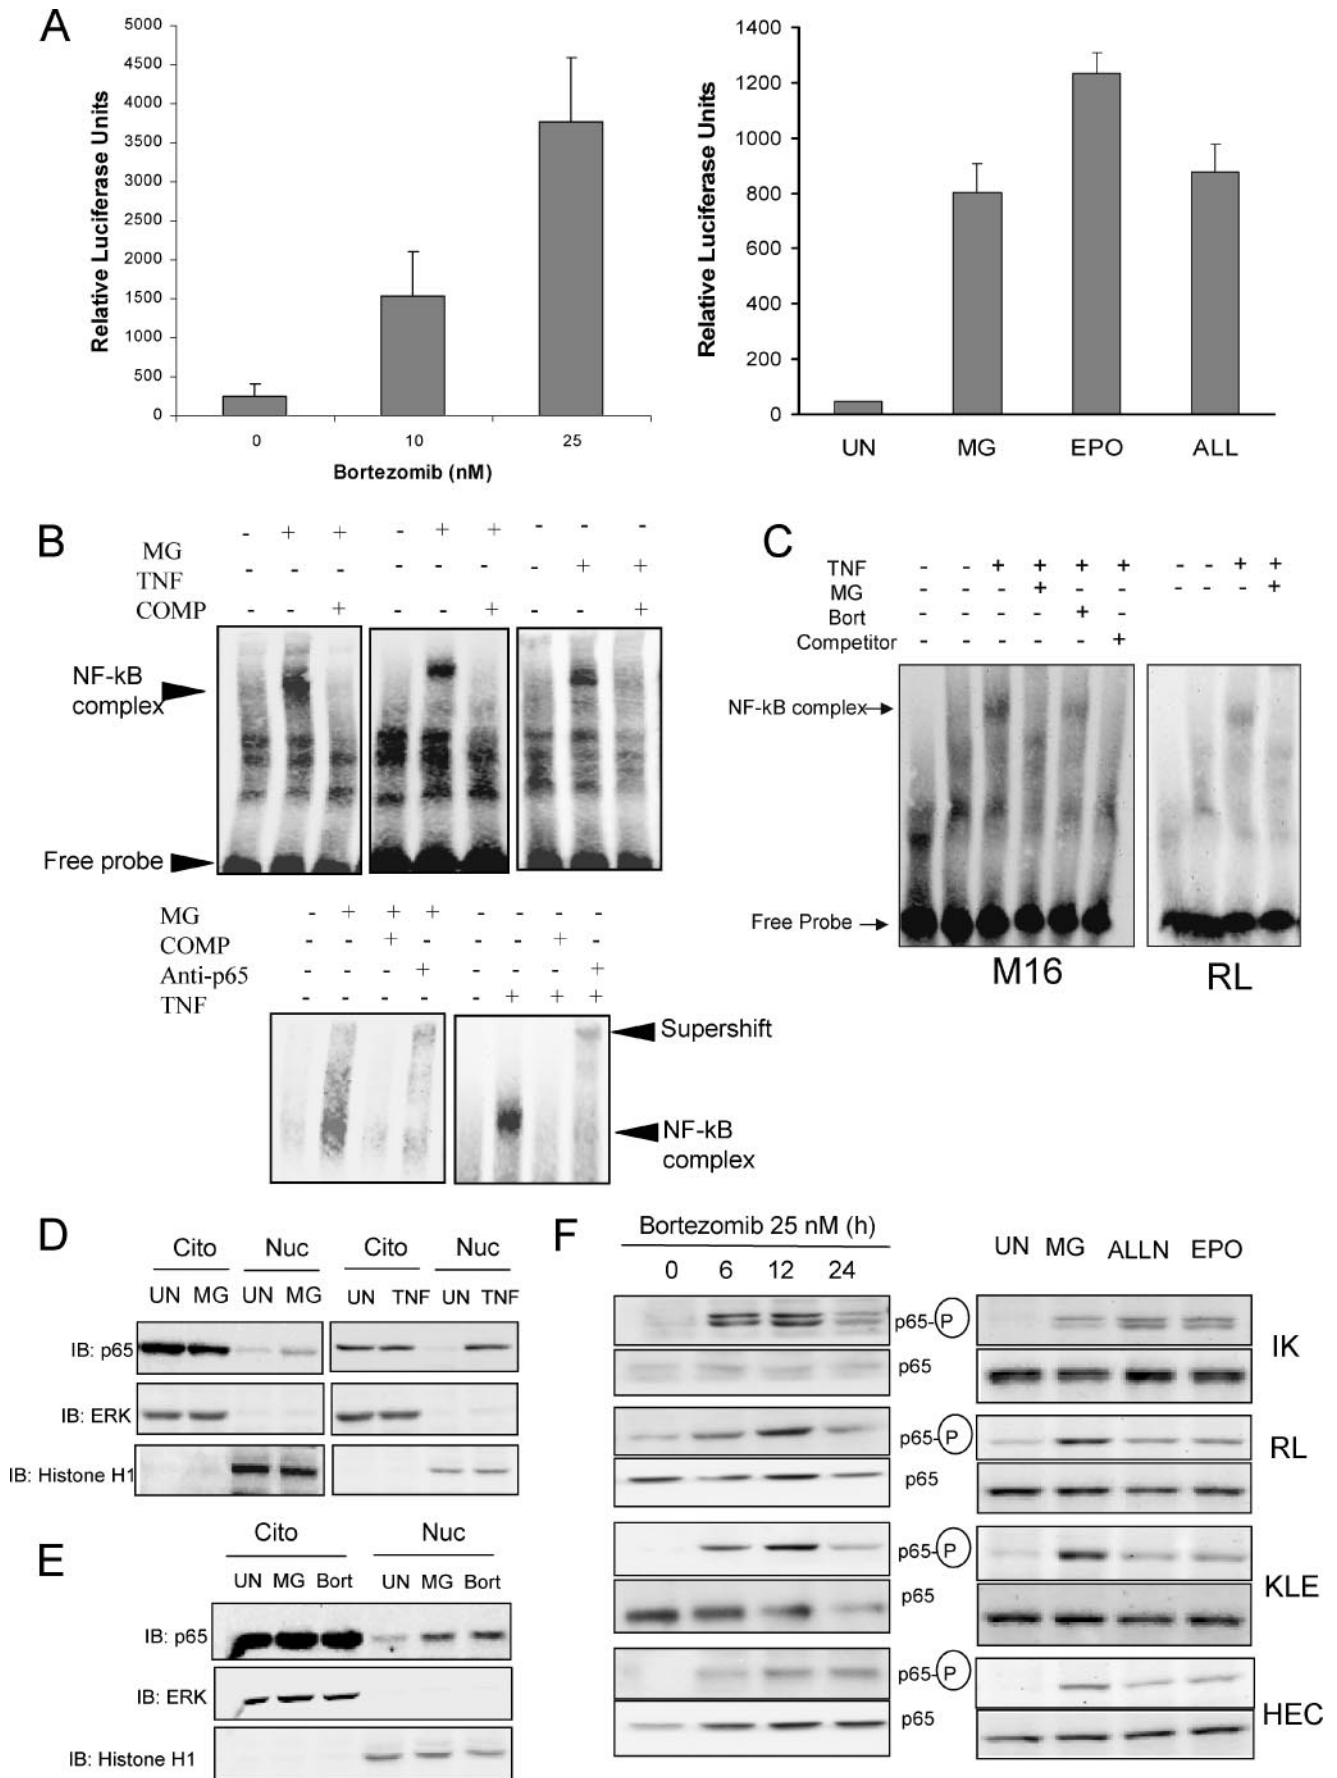 A
5000
4500
4000
3500
3000
2500
2000
1500
1000
500
0
Relative Luciferase Units
0 10 25
Bortezomib (nM)
1400
1200
1000
800
600
400
200
0
Relative Luciferase Units
UN MG EPO ALL
B
MG - + + - + + - - -
TNF - - - - - - - + +
COMP - - + - - + - - +
NF-kB
complex
Free probe
MG - + + + - - - -
COMP - - + - - - + -
Anti-p65 - - - + - - - +
TNF - - - - - + + +
Supershift
NF-kB
complex
C
TNF - - + + + + - - + +
MG - - - + - - - - - +
Bort - - - - + -
Competitor - - - - - +
NF-kB complex
Free Probe
M16 RL
D
Cito Nuc Cito Nuc
UN MG UN MG UN TNF UN TNF
IB: p65
IB: ERK
IB: Histone H1
E
Cito Nuc
UN MG Bort UN MG Bort
IB: p65
IB: ERK
IB: Histone H1
F
Bortezomib 25 nM (h)
0 6 12 24
UN MG ALLN EPO
p65-P
p65
IK
p65-P
p65
RL
p65-P
p65
KLE
p65-P
p65
HEC